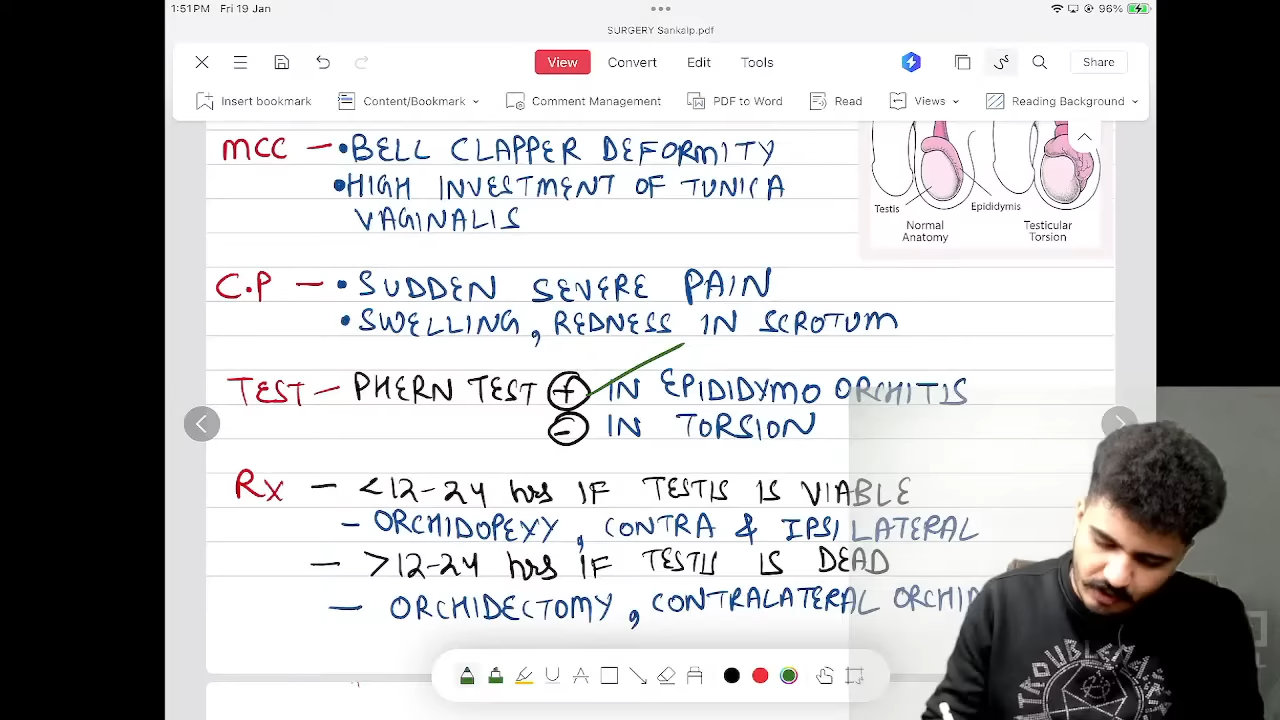 1:51PM Fri 19 Jan
96%
SURGERY Sankalp.pdf
View Convert Edit Tools
Share
Insert bookmark Content/Bookmark Comment Management PDF to Word Read Views Reading Background
MCC – • BELL CLAPPER DEFORMITY
• HIGH INVESTMENT OF TUNICA
VAGINALIS
Testis
Epididymis
Normal
Anatomy
Testicular
Torsion
C.P – • SUDDEN SEVERE PAIN
• SWELLING, REDNESS IN SCROTUM
TEST – PHERN TEST + IN EPIDIDYMO ORCHITIS
- IN TORSION
Rx – <12-24 hrs IF TESTIS IS VIABLE
– ORCHIDOPEXY, CONTRA & IPSILATERAL
– >12-24 hrs IF TESTIS IS DEAD
– ORCHIDECTOMY, CONTRALATERAL